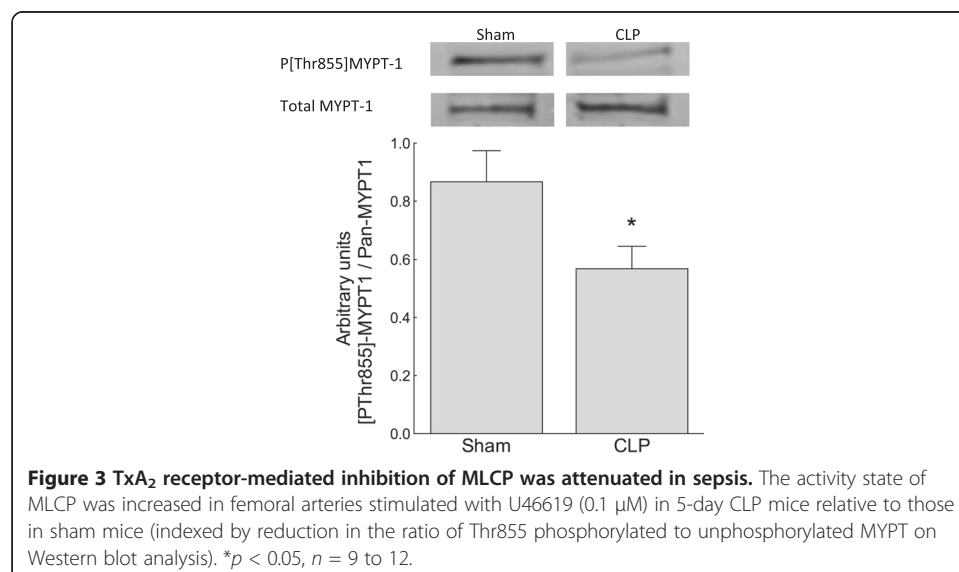 Sham CLP
P[Thr855]MYPT-1
Total MYPT-1
Arbitrary units
[PThr855]-MYPT1 / Pan-MYPT1
1.0
0.8
0.6
0.4
0.2
0.0
*
Sham CLP
Figure 3 TxA₂ receptor-mediated inhibition of MLCP was attenuated in sepsis. The activity state of
MLCP was increased in femoral arteries stimulated with U46619 (0.1 μM) in 5-day CLP mice relative to those
in sham mice (indexed by reduction in the ratio of Thr855 phosphorylated to unphosphorylated MYPT on
Western blot analysis). *p < 0.05, n = 9 to 12.